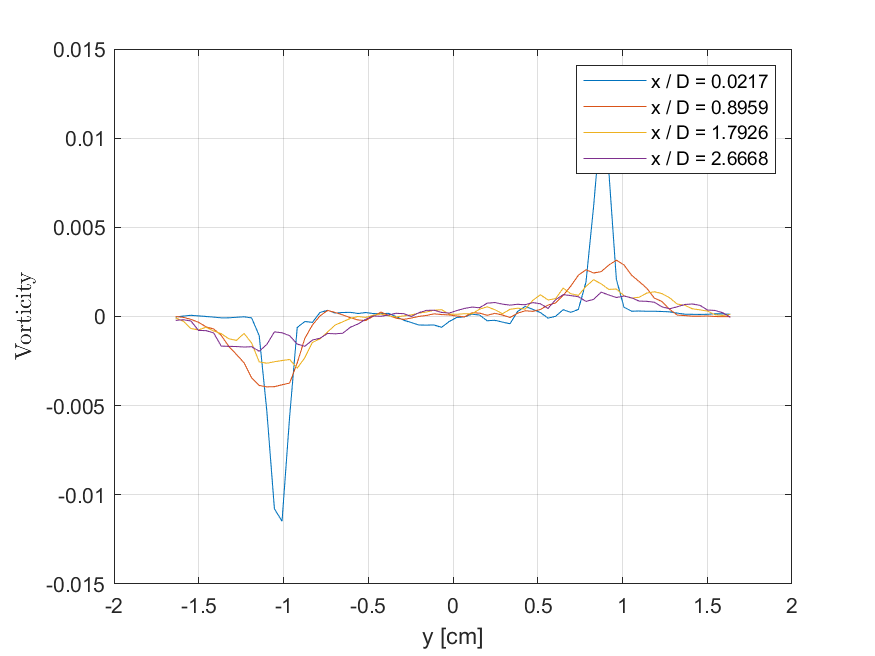 0.015
0.01
0.005
0
-0.005
-0.01
-0.015
Vorticity
x / D = 0.0217
x / D = 0.8959
x / D = 1.7926
x / D = 2.6668
-2 -1.5 -1 -0.5 0 0.5 1 1.5 2
y [cm]